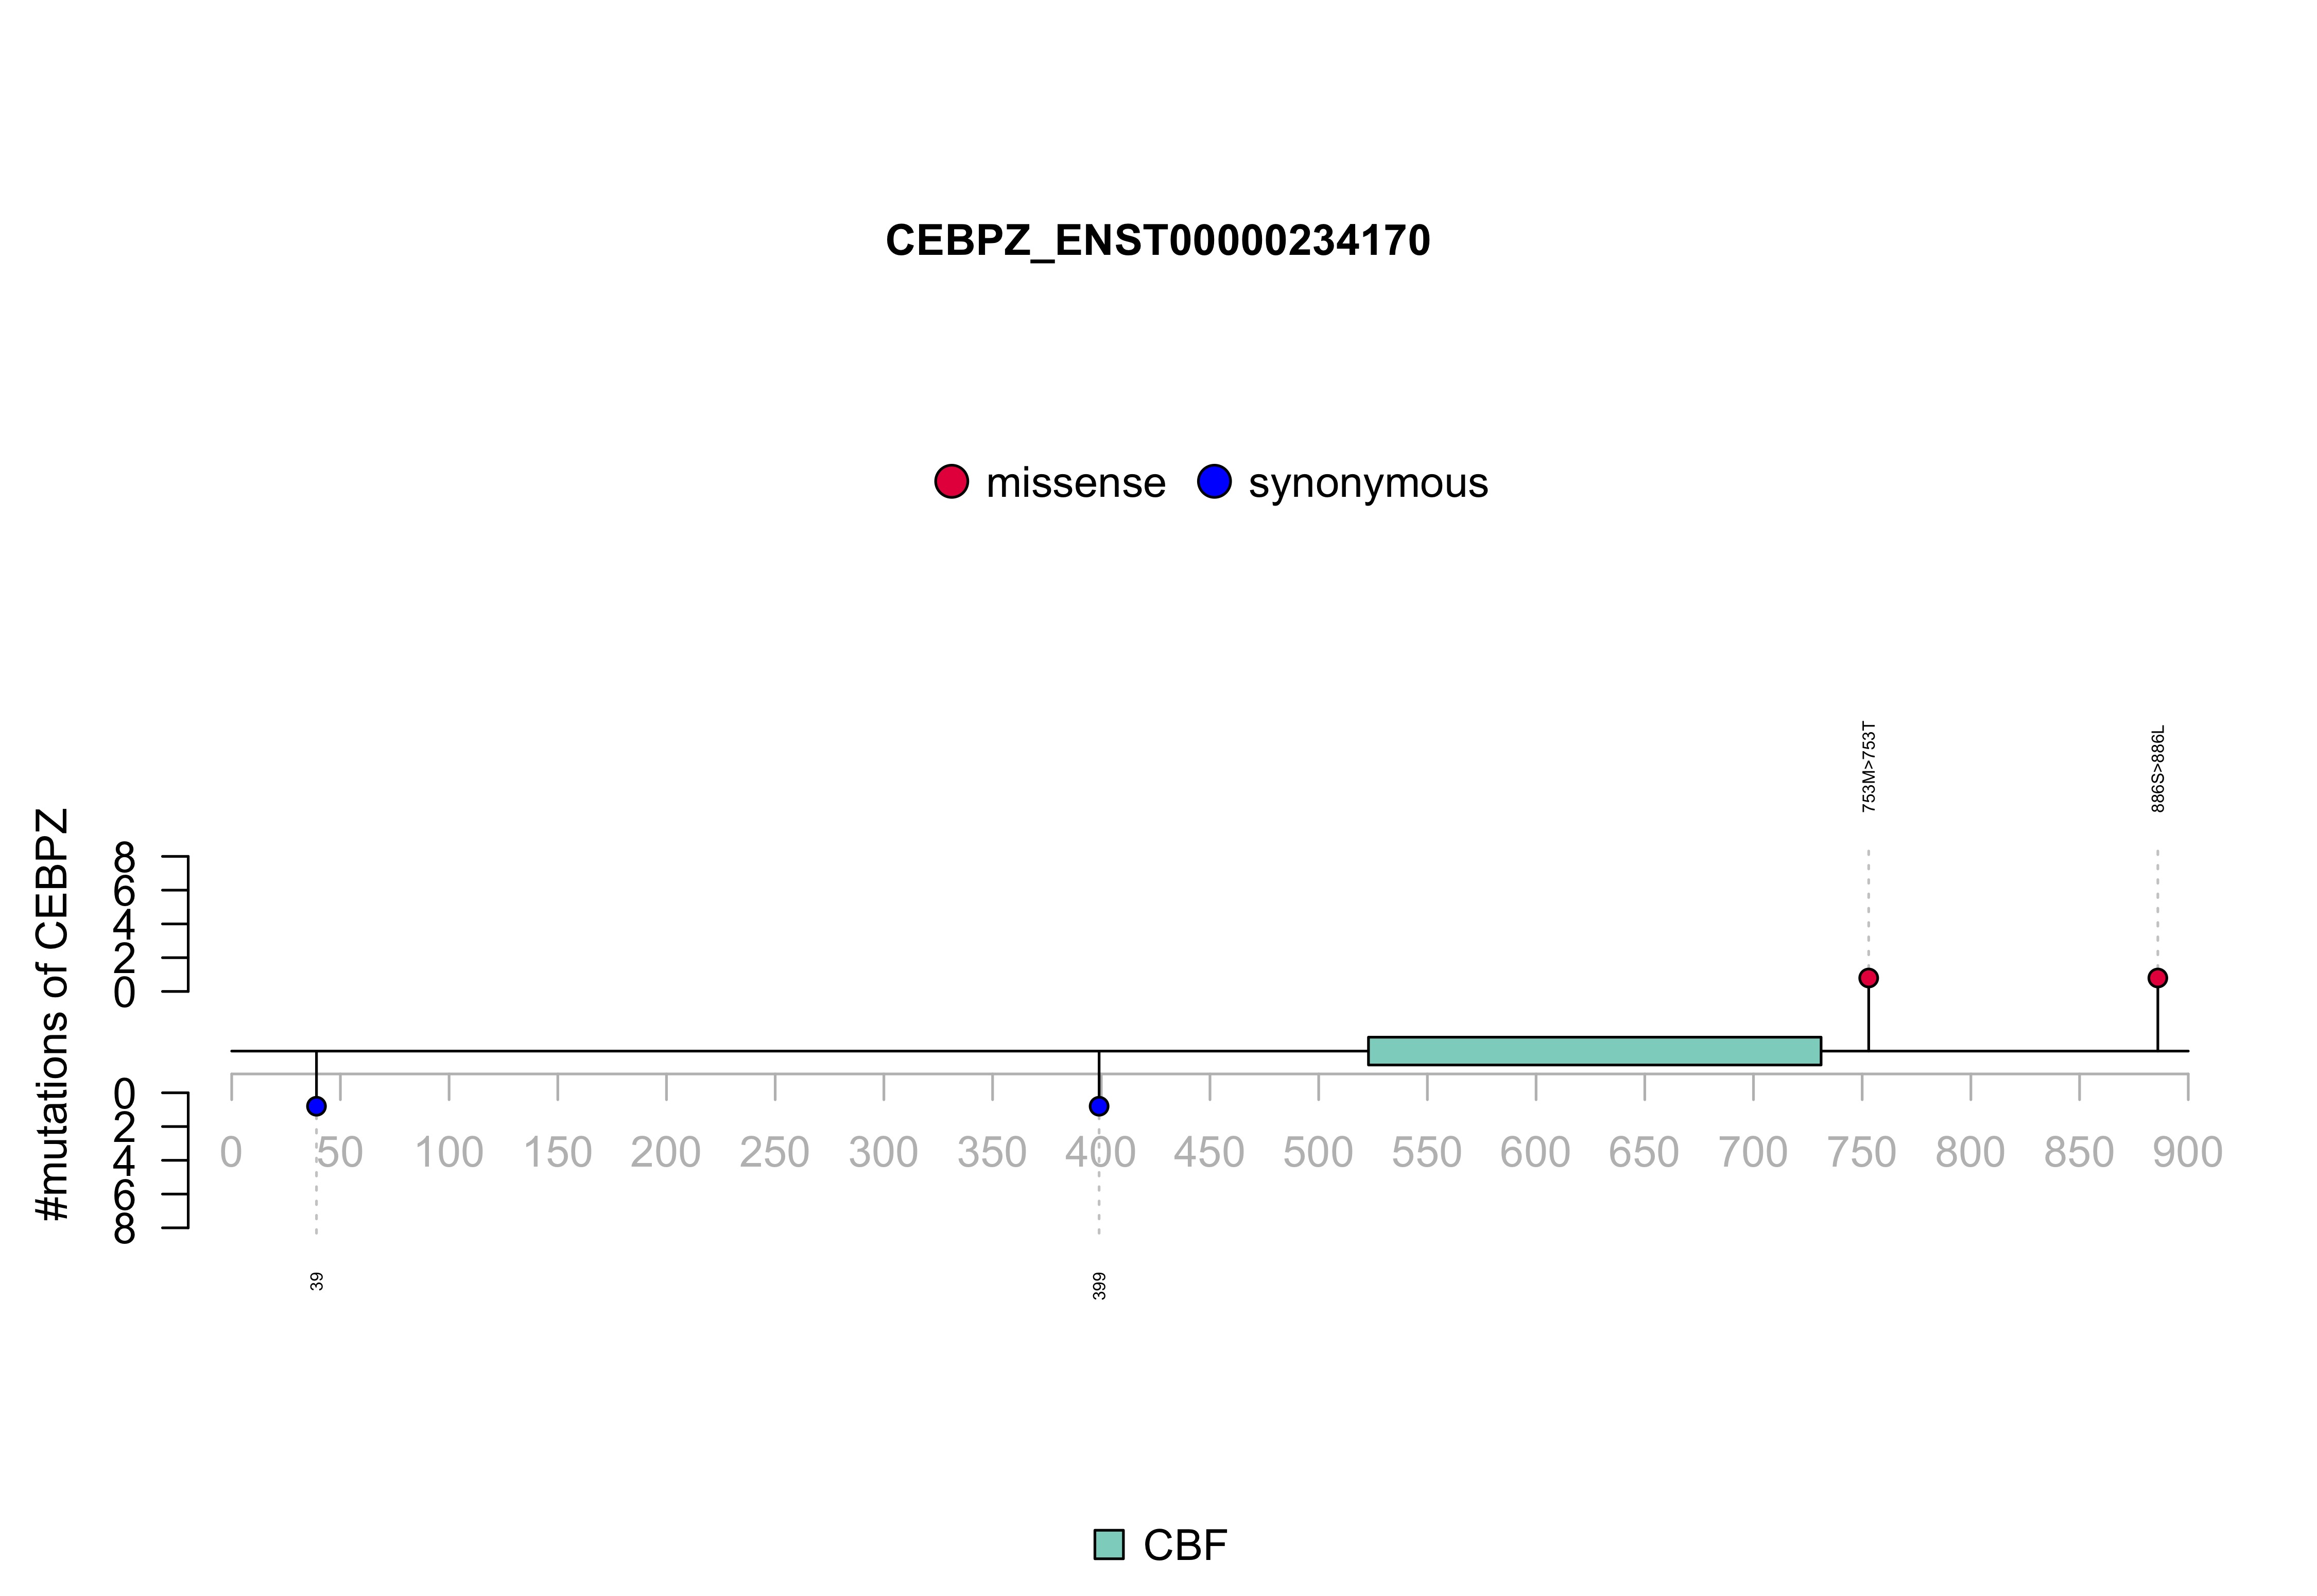 CEBPZ_ENST00000234170
missense synonymous
753M>753T
886S>886L
#mutations of CEBPZ
8
6
4
2
0
0
2
4
6
8
0 50 100 150 200 250 300 350 400 450 500 550 600 650 700 750 800 850 900
39
399
CBF